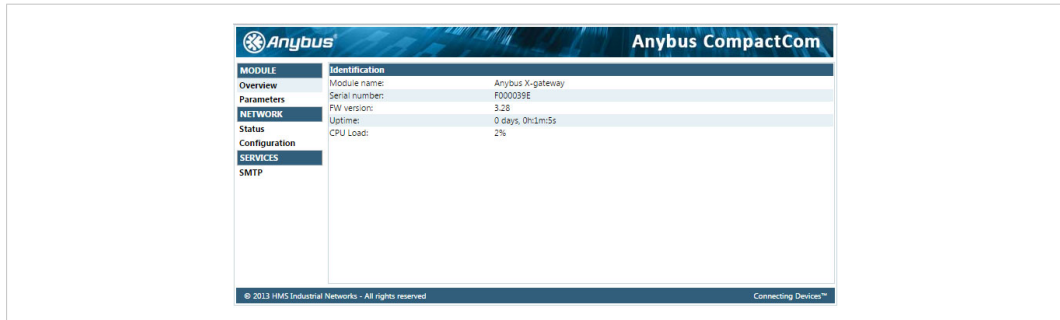 Anybus® Anybus CompactCom
MODULE
Overview
Parameters
NETWORK
Status
Configuration
SERVICES
SMTP
Identification
Module name: Anybus X-gateway
Serial number: F000039E
FW version: 3.28
Uptime: 0 days, 0h:1m:5s
CPU Load: 2%
© 2013 HMS Industrial Networks - All rights reserved Connecting Devices™